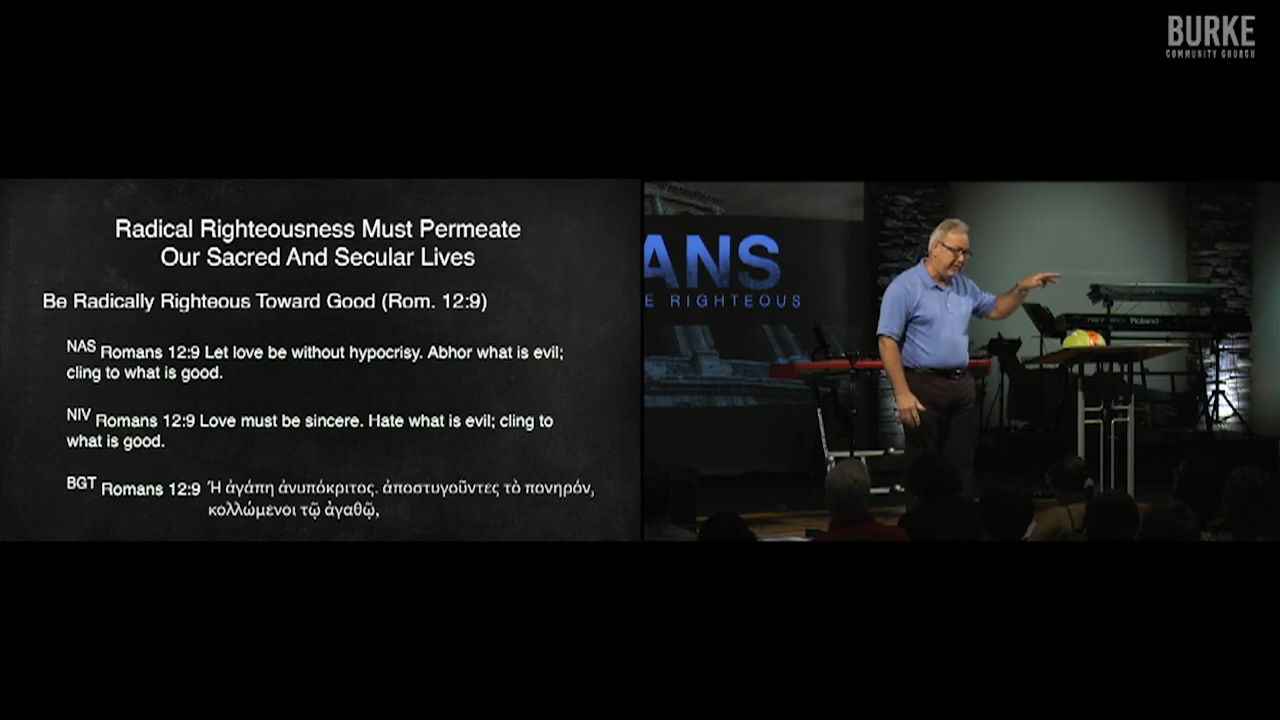 BURKE
COMMUNITY CHURCH
Radical Righteousness Must Permeate
Our Sacred And Secular Lives
Be Radically Righteous Toward Good (Rom. 12:9)
NAS Romans 12:9 Let love be without hypocrisy. Abhor what is evil;
cling to what is good.
NIV Romans 12:9 Love must be sincere. Hate what is evil; cling to
what is good.
BGT Romans 12:9 Ἡ ἀγάπη ἀνυπόκριτος. ἀποστυγοῦντες τὸ πονηρόν,
κολλώμενοι τῷ ἀγαθῷ,
ANS
E RIGHTEOUS
Roland